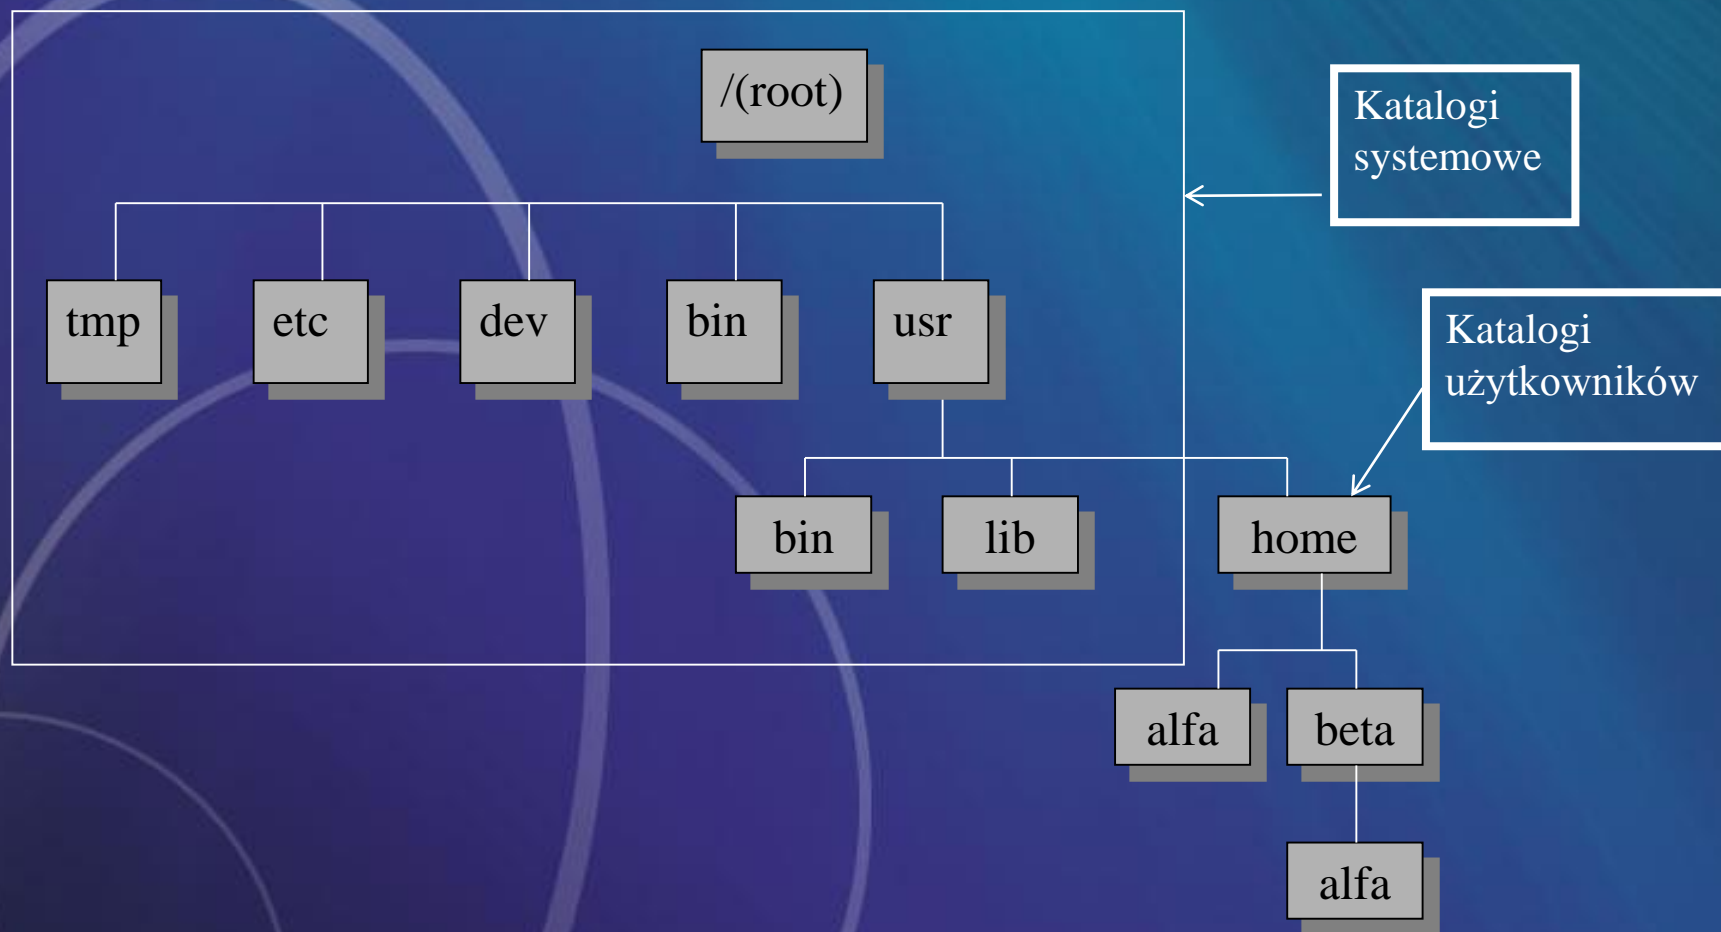 /(root)
Katalogi
systemowe
tmp
etc
dev
bin
usr
Katalogi
użytkowników
bin
lib
home
alfa
beta
alfa